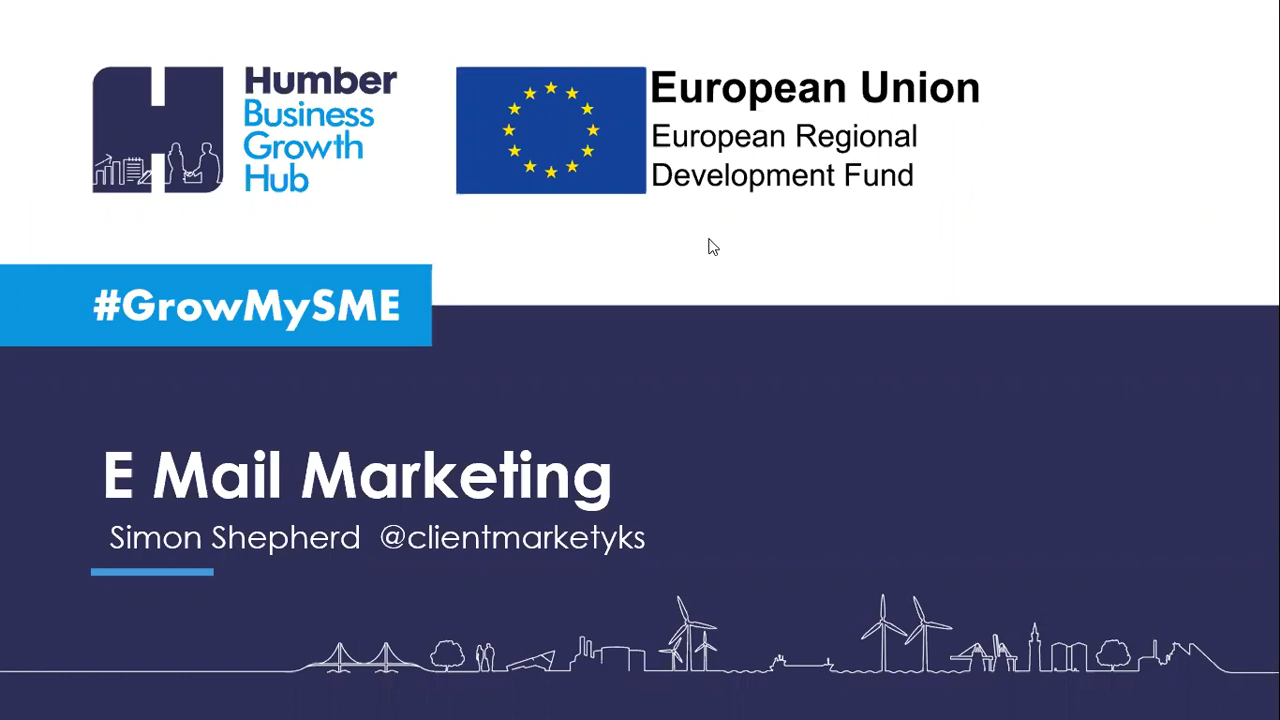 Humber
Business
Growth
Hub
European Union
European Regional
Development Fund
#GrowMySME
E Mail Marketing
Simon Shepherd @clientmarketyks